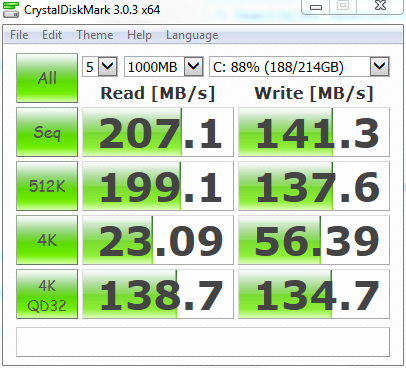 CrystalDiskMark 3.0.3 x64
File Edit Theme Help Language
All 5 1000MB C: 88% (188/214GB)
Read [MB/s] Write [MB/s]
Seq 207.1 141.3
512K 199.1 137.6
4K 23.09 56.39
4K QD32 138.7 134.7